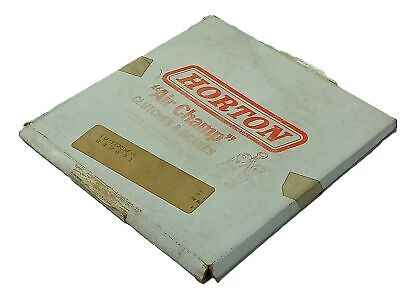 HORTON
"Air Champ"
CLUTCHES & BRAKES